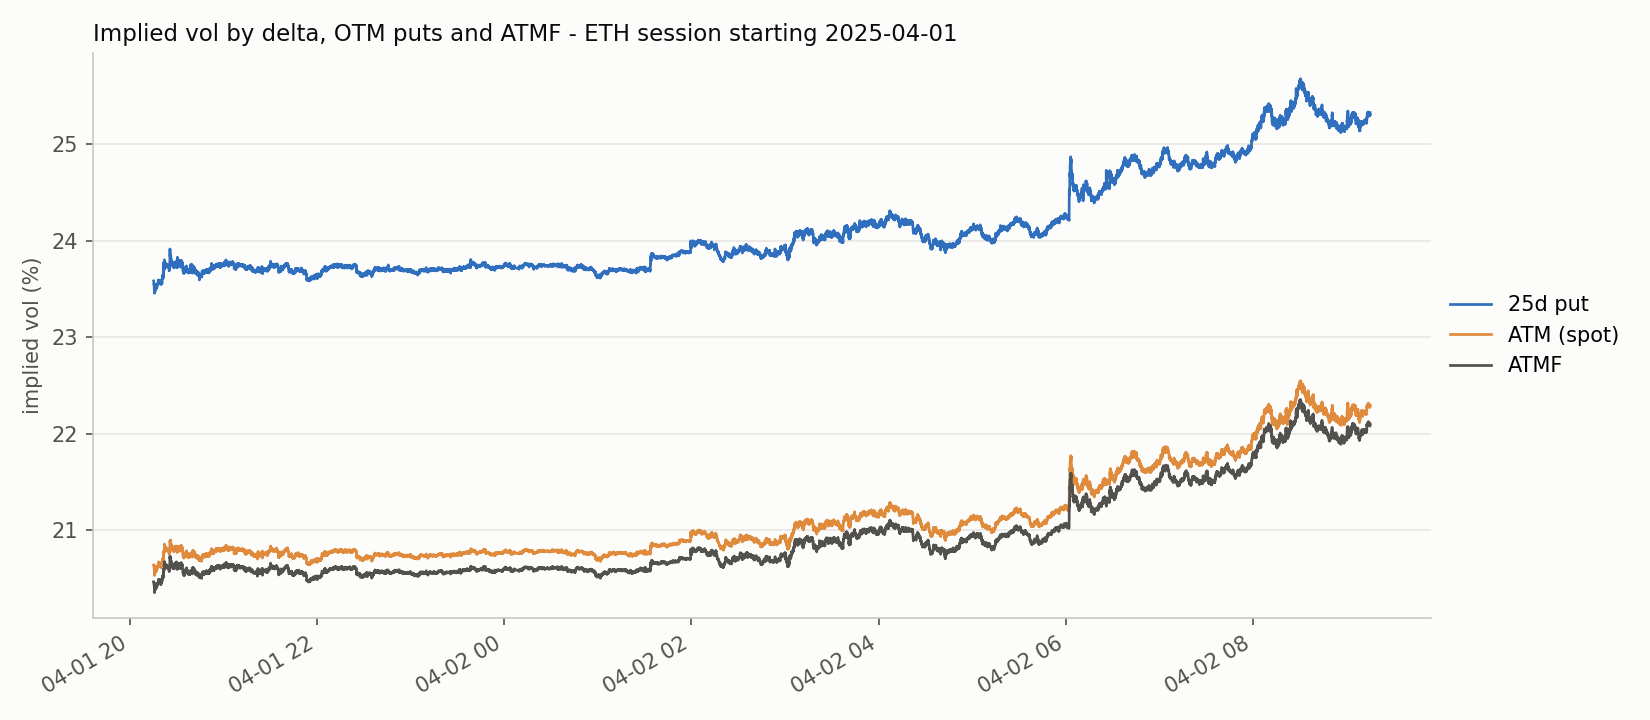 Implied vol by delta, OTM puts and ATMF - ETH session starting 2025-04-01
implied vol (%)
25
24
23
22
21
25d put
ATM (spot)
ATMF
04-01 20
04-01 22
04-02 00
04-02 02
04-02 04
04-02 06
04-02 08